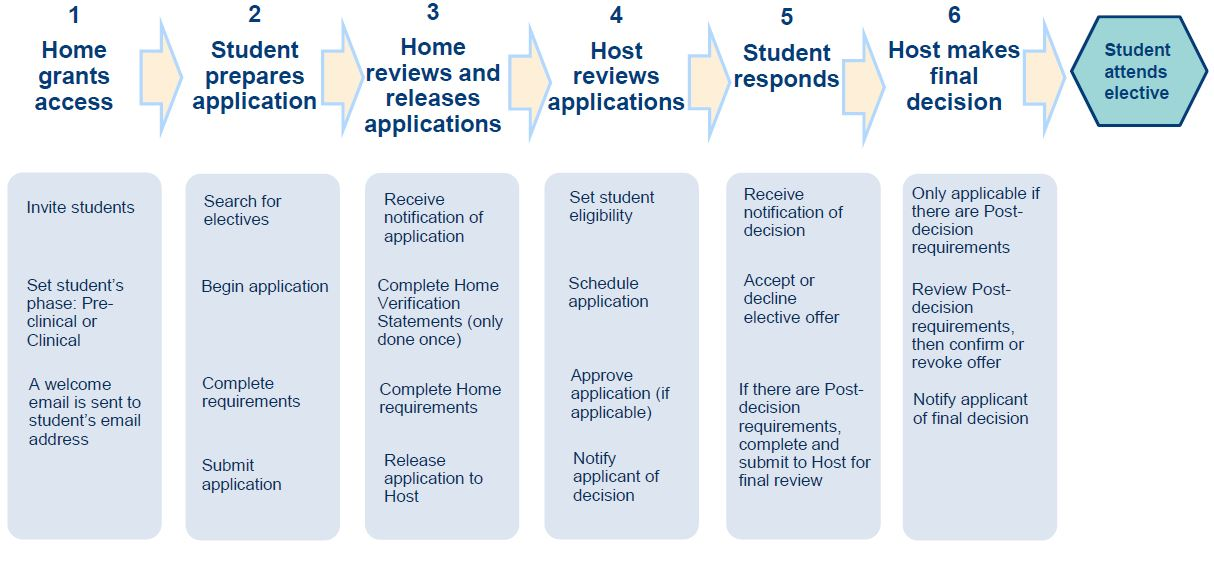 1
Home
grants
access
2
Student
prepares
application
3
Home
reviews and
releases
applications
4
Host
reviews
applications
5
Student
responds
6
Host makes
final
decision
Student
attends
elective
Invite students
Set student's
phase: Pre-
clinical or
Clinical
A welcome
email is sent to
student's email
address
Search for
electives
Begin application
Complete
requirements
Submit
application
Receive
notification of
application
Complete Home
Verification
Statements (only
done once)
Complete Home
requirements
Release
application to
Host
Set student
eligibility
Schedule
application
Approve
application (if
applicable)
Notify
applicant of
decision
Receive
notification of
decision
Accept or
decline
elective offer
If there are Post-
decision
requirements,
complete and
submit to Host for
final review
Only applicable if
there are Post-
decision
requirements
Review Post-
decision
requirements,
then confirm or
revoke offer
Notify applicant
of final decision